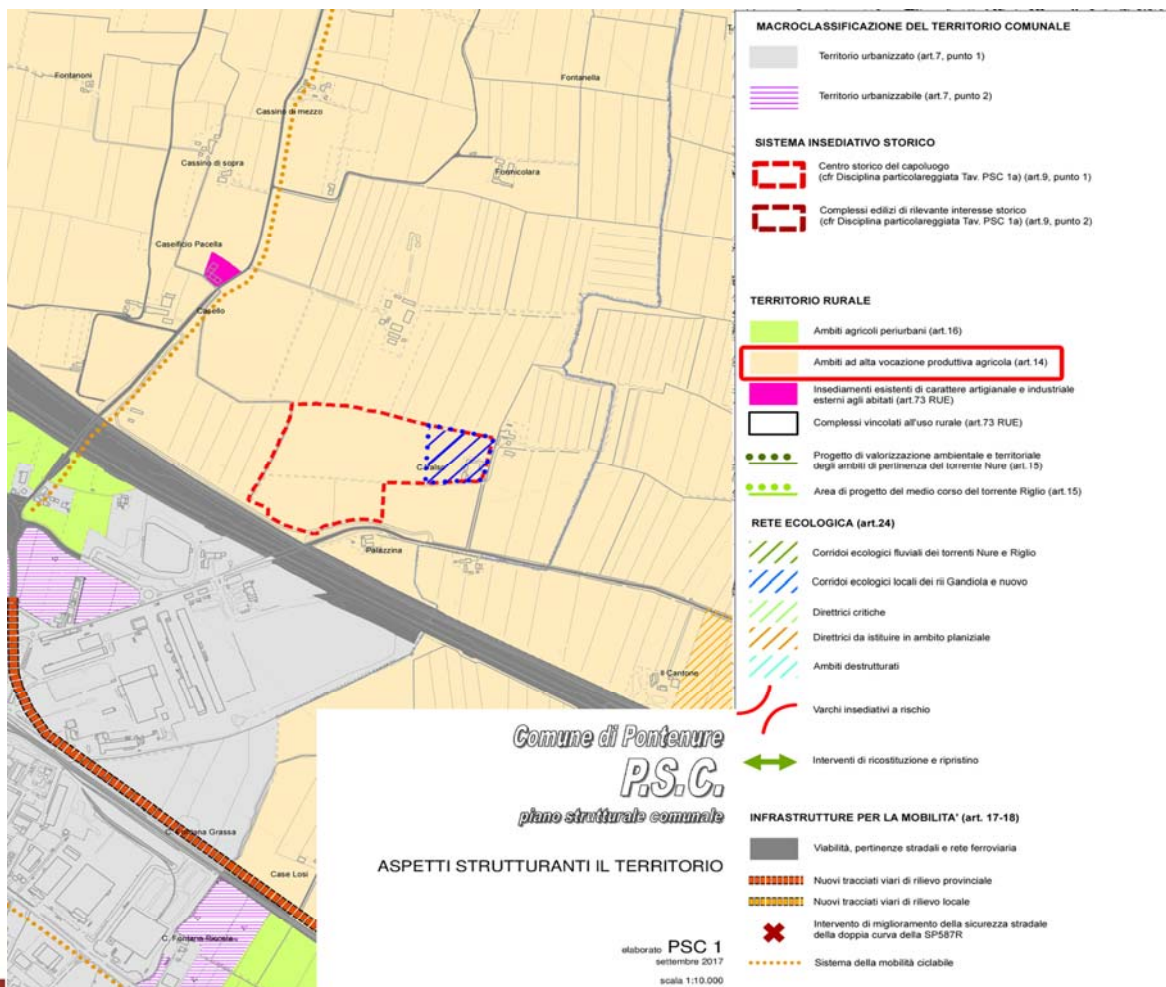 Fontanoni
Fontanella
Cassino di mezzo
Cassino di sopra
Formicolara
Caseificio Pacella
Casello
Palazzina
Il Cantone
C. Fontana Grassa
Case Losi
C. Fontana Piccola
Comune di Pontenure
P.S.C.
piano strutturale comunale
ASPETTI STRUTTURANTI IL TERRITORIO
elaborato PSC 1
settembre 2017
scala 1:10.000
MACROCLASSIFICAZIONE DEL TERRITORIO COMUNALE
Territorio urbanizzato (art.7, punto 1)
Territorio urbanizzabile (art.7, punto 2)
SISTEMA INSEDIATIVO STORICO
Centro storico del capoluogo
(cfr Disciplina particolareggiata Tav. PSC 1a) (art.9, punto 1)
Complessi edilizi di rilevante interesse storico
(cfr Disciplina particolareggiata Tav. PSC 1a) (art.9, punto 2)
TERRITORIO RURALE
Ambiti agricoli periurbani (art.16)
Ambiti ad alta vocazione produttiva agricola (art.14)
Insediamenti esistenti di carattere artigianale e industriale
esterni agli abitati (art.73 RUE)
Complessi vincolati all'uso rurale (art.73 RUE)
Progetto di valorizzazione ambientale e territoriale
degli ambiti di pertinenza del torrente Nure (art.15)
Area di progetto del medio corso del torrente Riglio (art.15)
RETE ECOLOGICA (art.24)
Corridoi ecologici fluviali dei torrenti Nure e Riglio
Corridoi ecologici locali dei rii Gandiola e nuovo
Direttrici critiche
Direttrici da istituire in ambito planiziale
Ambiti destrutturati
Varchi insediativi a rischio
Interventi di ricostituzione e ripristino
INFRASTRUTTURE PER LA MOBILITA' (art. 17-18)
Viabilità, pertinenze stradali e rete ferroviaria
Nuovi tracciati viari di rilievo provinciale
Nuovi tracciati viari di rilievo locale
Intervento di miglioramento della sicurezza stradale
della doppia curva della SP587R
Sistema della mobilità ciclabile